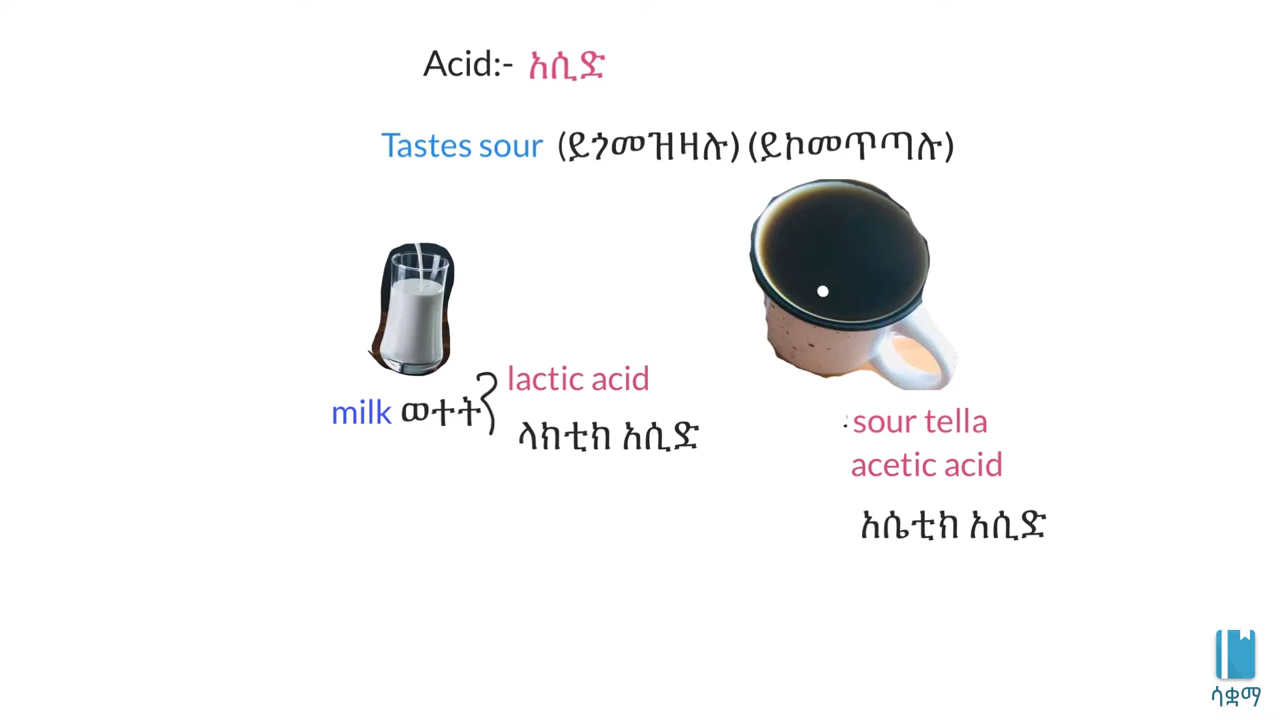 Acid:- አሲድ
Tastes sour (ይጎመዝዛሉ) (ይኮመጥጣሉ)
lactic acid
milk ወተት
ላክቲክ አሲድ
sour tella
acetic acid
አሴቲክ አሲድ
ሳቋማ